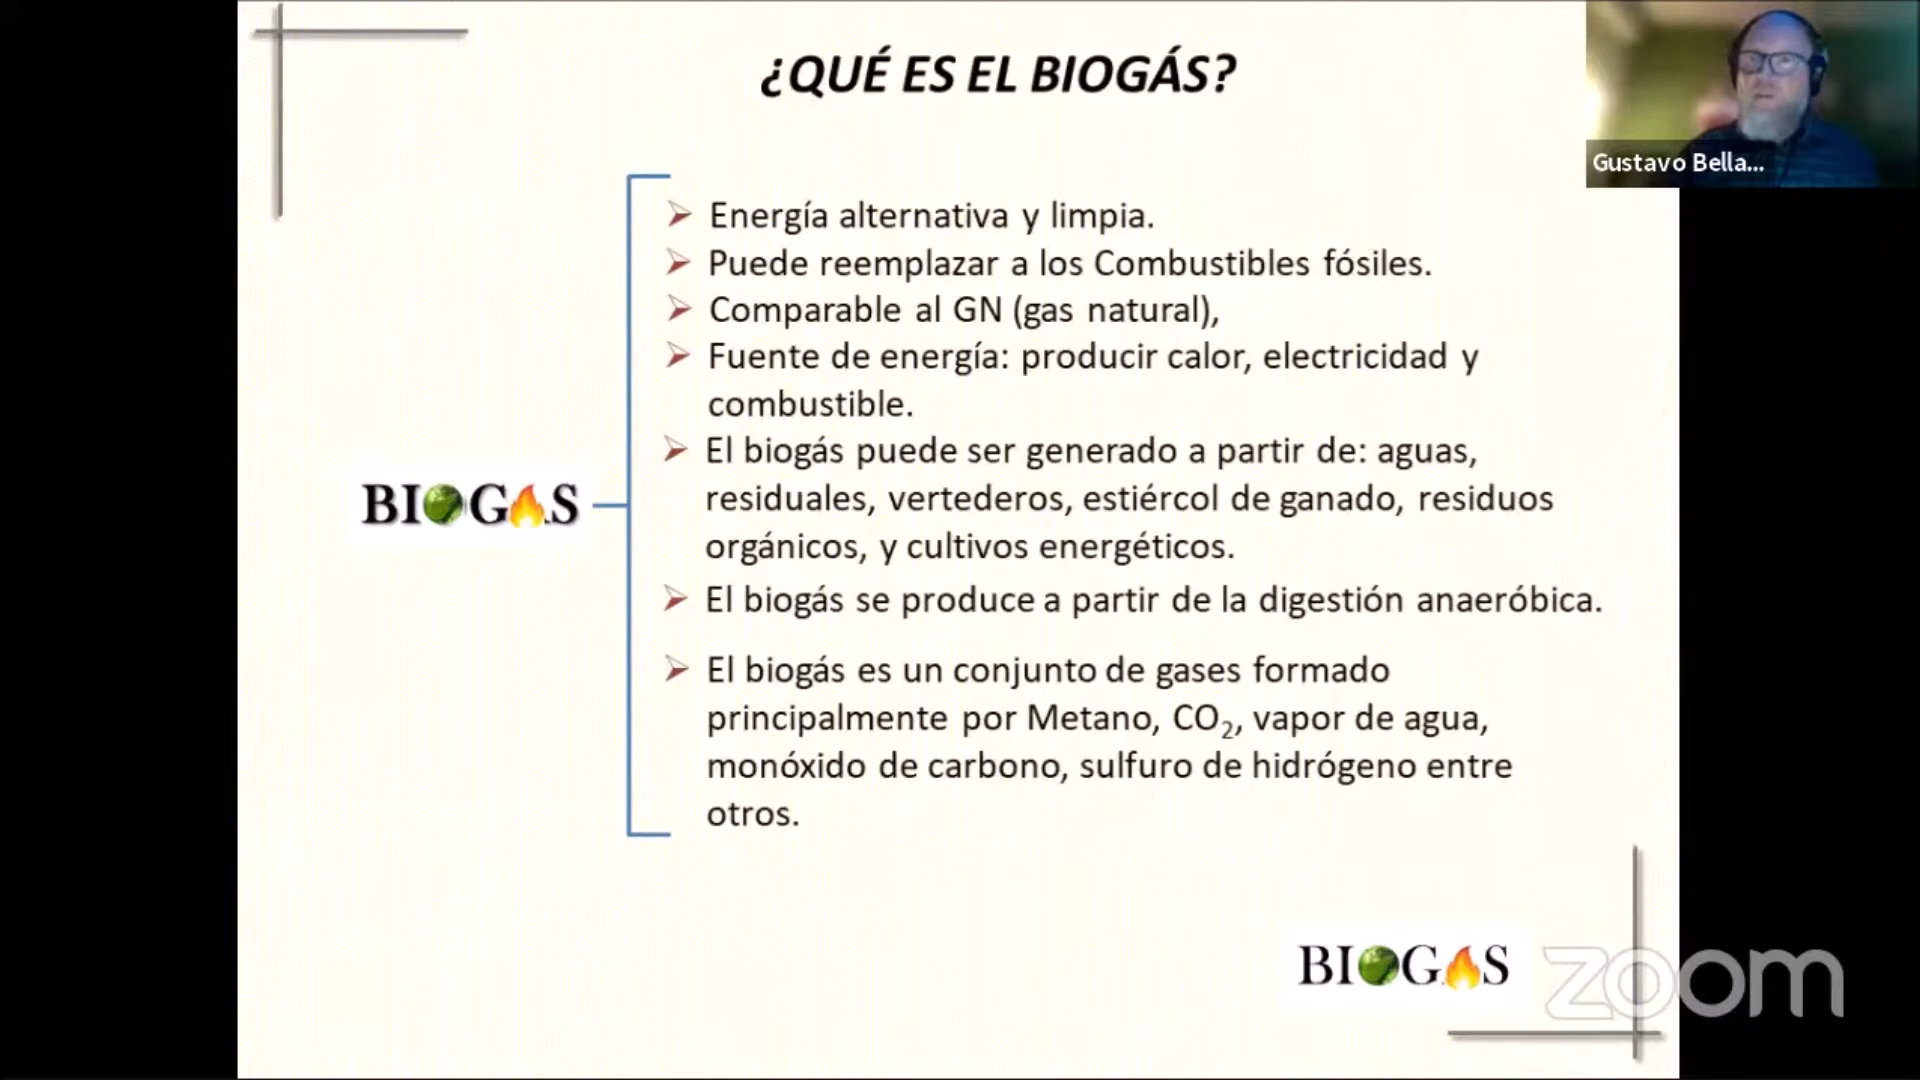 ¿QUÉ ES EL BIOGÁS?
Gustavo Bella...
Energía alternativa y limpia.
Puede reemplazar a los Combustibles fósiles.
Comparable al GN (gas natural),
Fuente de energía: producir calor, electricidad y
combustible.
El biogás puede ser generado a partir de: aguas,
residuales, vertederos, estiércol de ganado, residuos
orgánicos, y cultivos energéticos.
El biogás se produce a partir de la digestión anaeróbica.
El biogás es un conjunto de gases formado
principalmente por Metano, CO₂, vapor de agua,
monóxido de carbono, sulfuro de hidrógeno entre
otros.
BIOGAS
BIOGAS
zoom